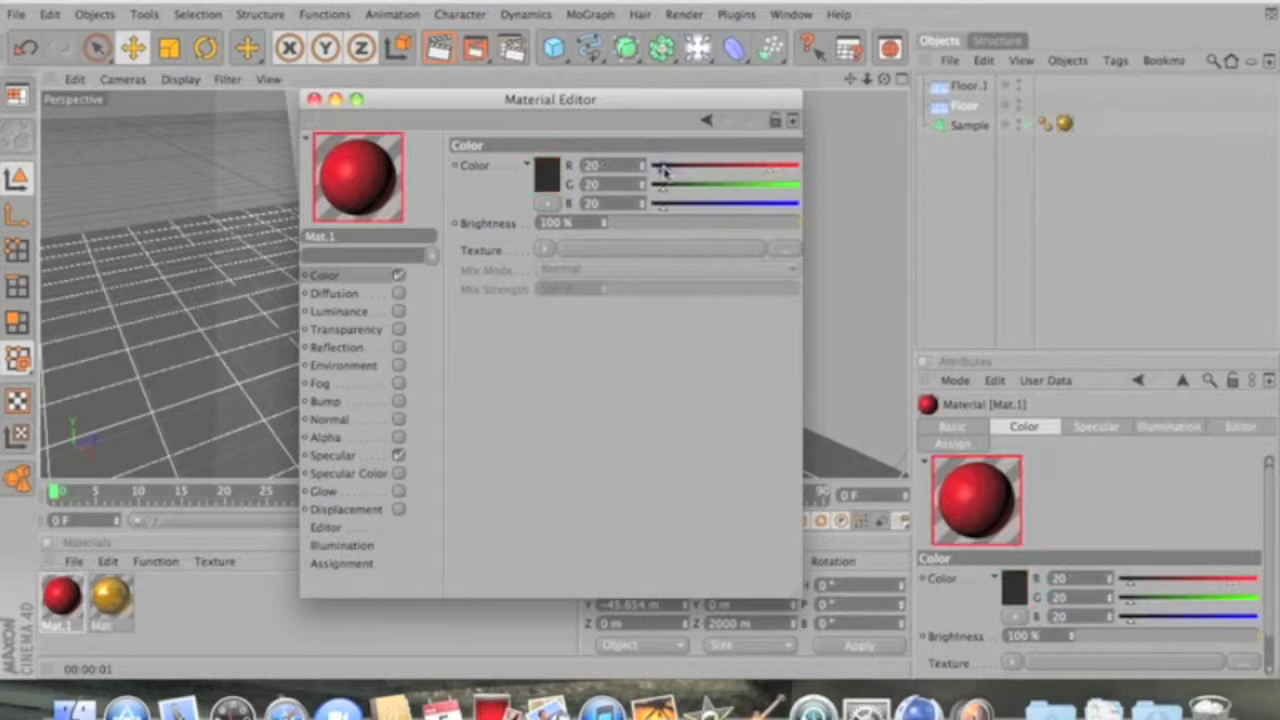 File Edit Objects Tools Selection Structure Functions Animation Character Dynamics MoGraph Hair Render Plugins Window Help
Objects Structure
File Edit View Objects Tags Bookma
Edit Cameras Display Filter View
Perspective
Floor.1
Floor
Sample
Material Editor
Mat.1
Color
Diffusion
Luminance
Transparency
Reflection
Environment
Fog
Bump
Normal
Alpha
Specular
Specular Color
Glow
Displacement
Editor
Illumination
Assignment
Color
Color R 20
G 20
B 20
Brightness 100 %
Texture
Mix Mode Normal
Mix Strength
Attributes
Mode Edit User Data
Material [Mat.1]
Basic Color Specular Illumination Editor
Assign
Color
Color R 20
G 20
B 20
Brightness 100 %
Texture
0 5 10 15 20 25 90 0 F
0 F
Materials
File Edit Function Texture
Mat.1 Mat
Rotation
H 0 °
Y -45.654 m Y 0 m P 0 °
Z 0 m Z 2000 m B 0 °
Object Size Apply
MAXON
CINEMA 4D
00:00:01